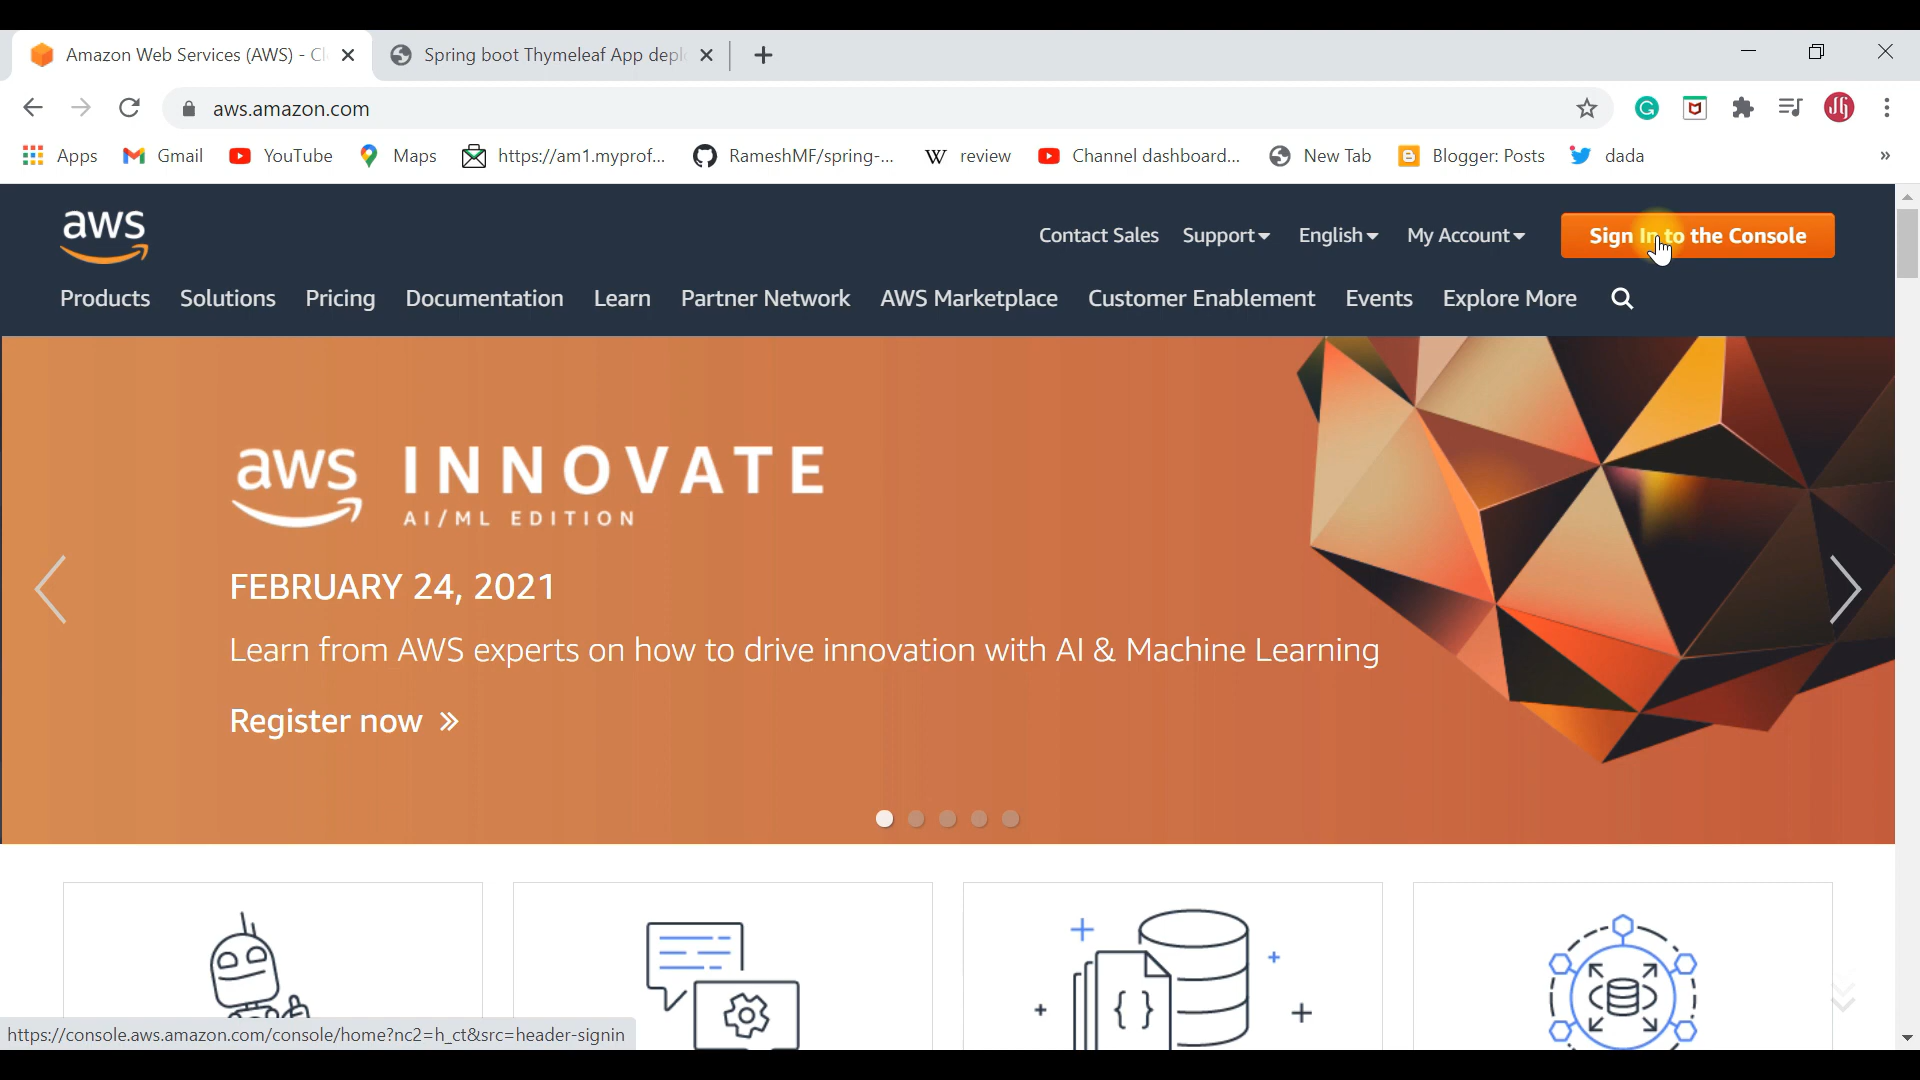 Amazon Web Services (AWS) - Cl
Spring boot Thymeleaf App depl
aws.amazon.com
Apps
Gmail
YouTube
Maps
https://am1.myprof...
RameshMF/spring-...
W review
Channel dashboard...
New Tab
Blogger: Posts
dada
»
aws
Contact Sales
Support
English
My Account
Sign In to the Console
Products
Solutions
Pricing
Documentation
Learn
Partner Network
AWS Marketplace
Customer Enablement
Events
Explore More
aws INNOVATE
AI/ML EDITION
FEBRUARY 24, 2021
Learn from AWS experts on how to drive innovation with AI & Machine Learning
Register now »
{ }
https://console.aws.amazon.com/console/home?nc2=h_ct&src=header-signin